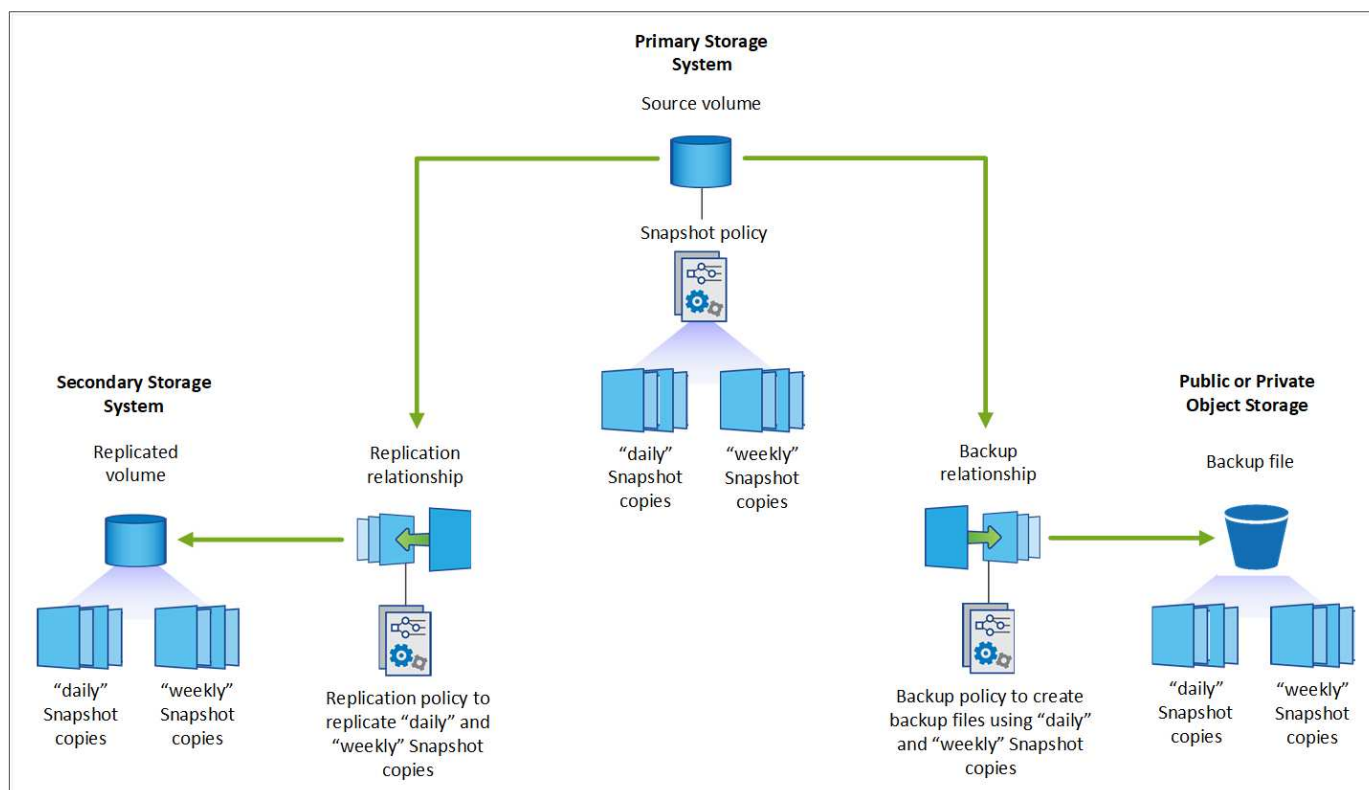 Primary Storage
System
Source volume
Snapshot policy
“daily”
Snapshot
copies
“weekly”
Snapshot
copies
Secondary Storage
System
Replicated
volume
“daily”
Snapshot
copies
“weekly”
Snapshot
copies
Replication
relationship
Replication policy to
replicate “daily” and
“weekly” Snapshot
copies
Backup
relationship
Backup policy to create
backup files using “daily”
and “weekly” Snapshot
copies
Public or Private
Object Storage
Backup file
“daily”
Snapshot
copies
“weekly”
Snapshot
copies